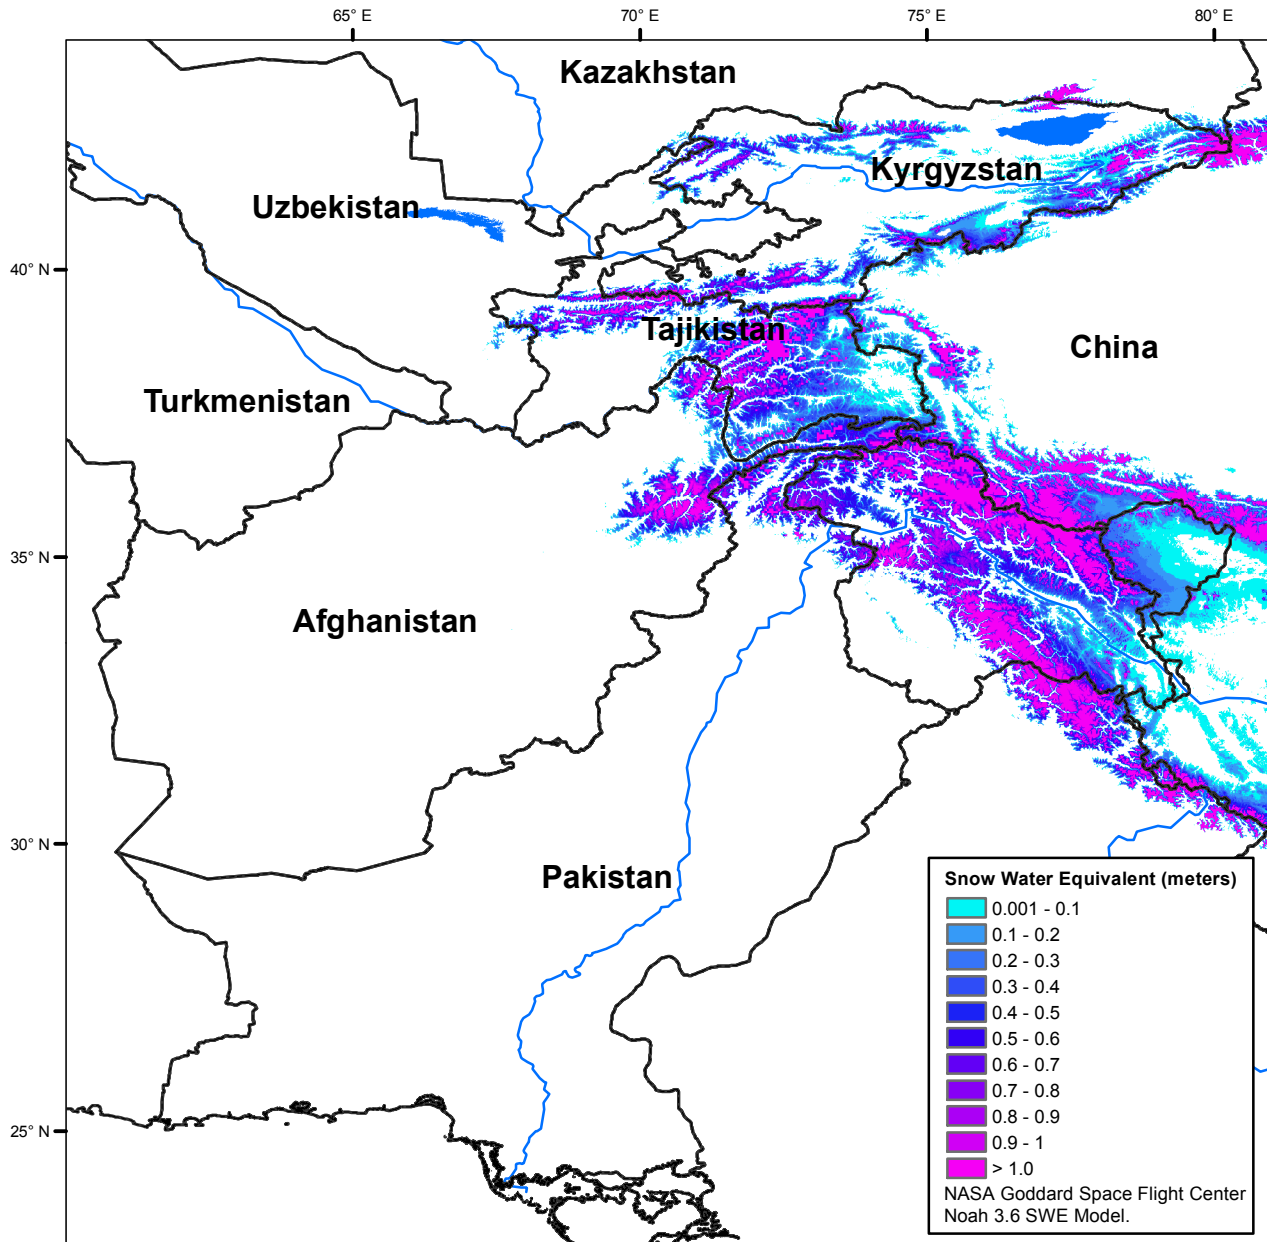 65° E
70° E
75° E
80° E
Kazakhstan
Kyrgyzstan
Uzbekistan
40° N
Tajikistan
China
Turkmenistan
35° N
Afghanistan
30° N
Pakistan
25° N
Snow Water Equivalent (meters)
0.001 - 0.1
0.1 - 0.2
0.2 - 0.3
0.3 - 0.4
0.4 - 0.5
0.5 - 0.6
0.6 - 0.7
0.7 - 0.8
0.8 - 0.9
0.9 - 1
> 1.0
NASA Goddard Space Flight Center
Noah 3.6 SWE Model.